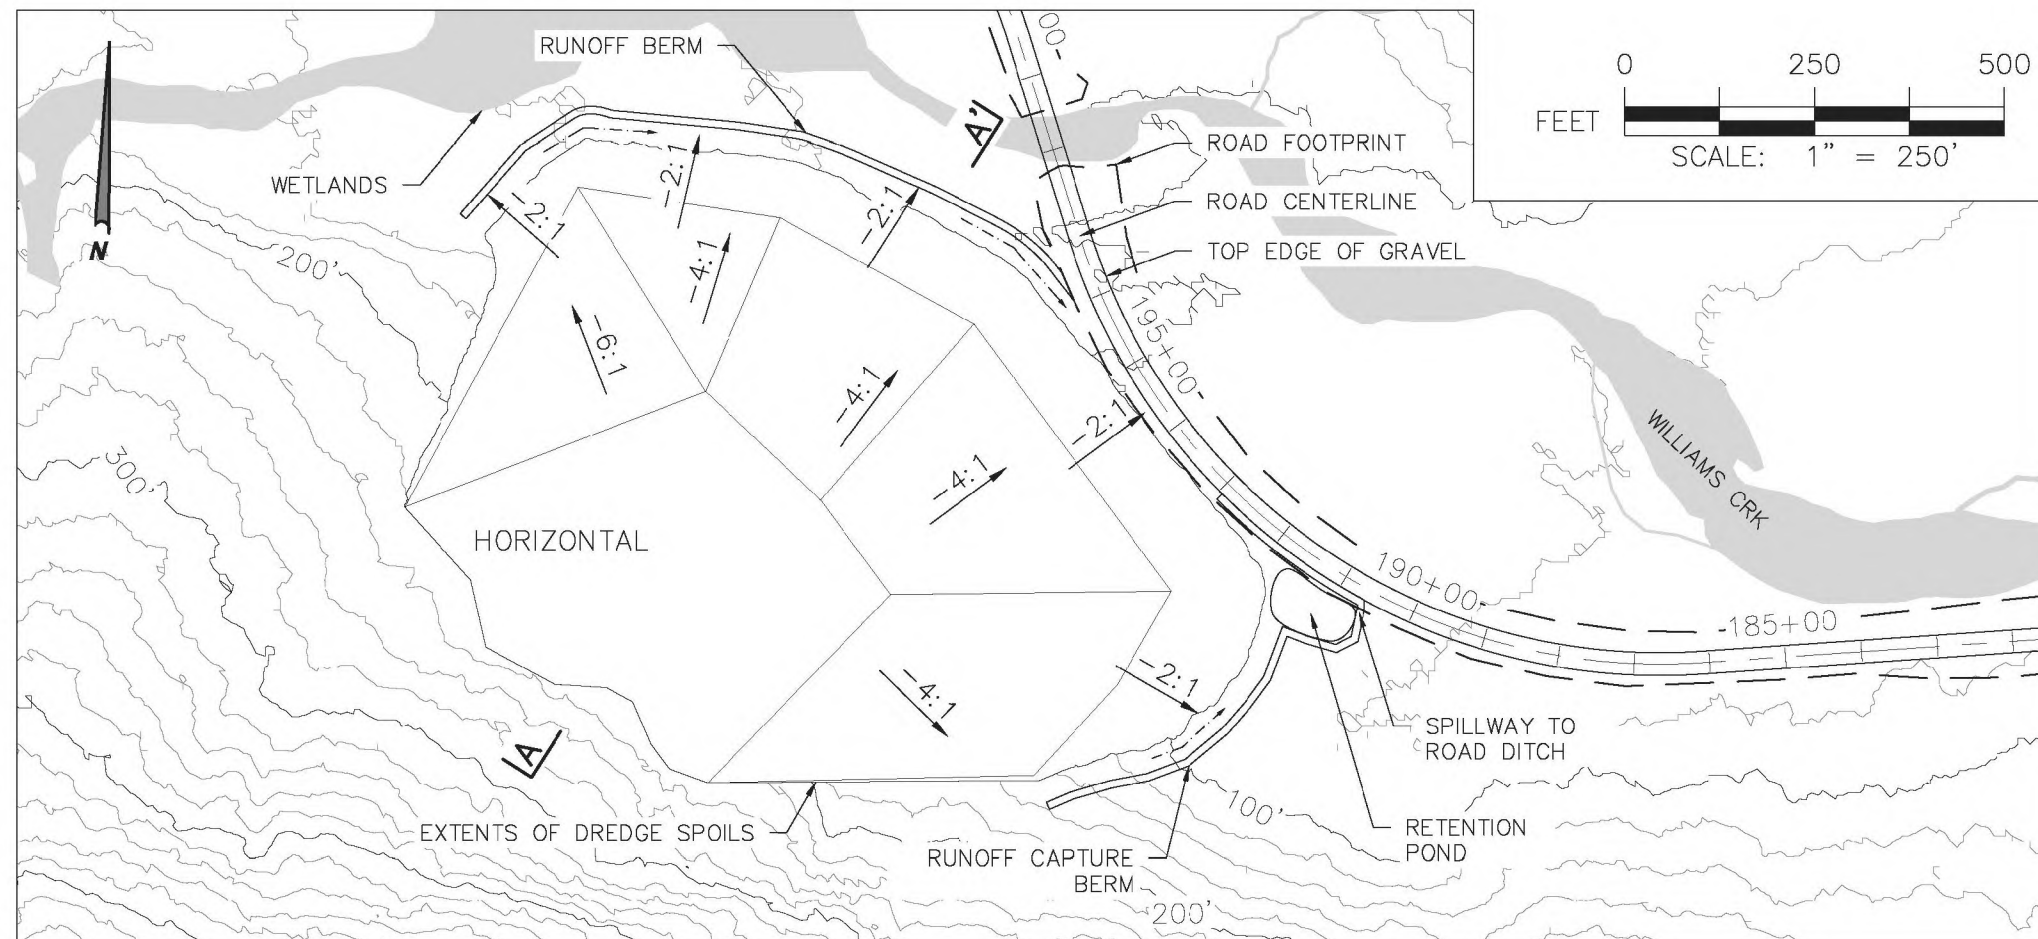 RUNOFF BERM
00-
0 250 500
FEET
SCALE: 1" = 250'
A'
ROAD FOOTPRINT
WETLANDS
ROAD CENTERLINE
-2:1
-2:1
-2:1
TOP EDGE OF GRAVEL
200'
-4:1
195+00-
-6:1
N
-4:1
-2:1
300'
-4:1
WILLIAMS CRK
HORIZONTAL
190+00-
-185+00
-4:1
-2:1
A
SPILLWAY TO
ROAD DITCH
100'
EXTENTS OF DREDGE SPOILS
RETENTION
POND
RUNOFF CAPTURE
BERM
200'